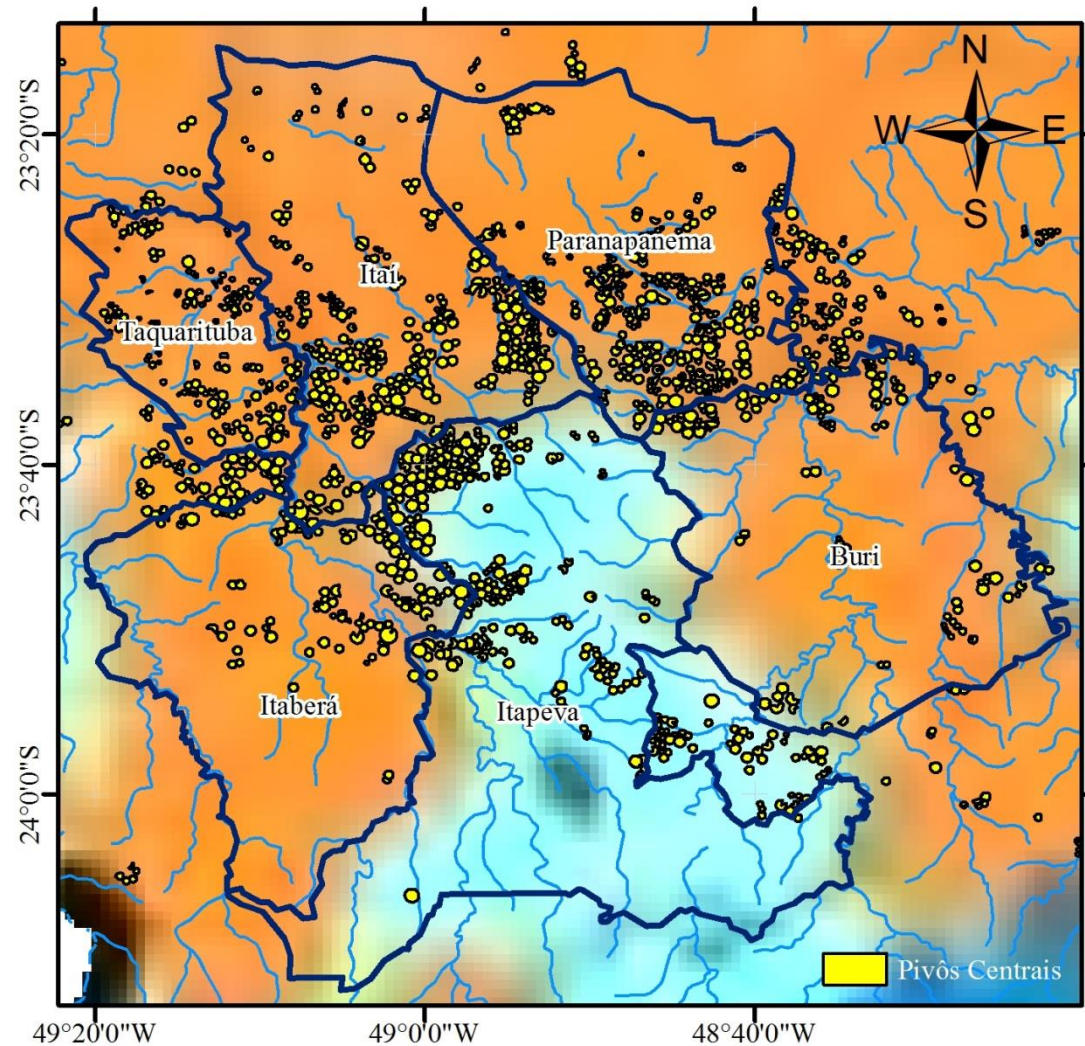 N
W E
S
23°20'0"S
Paranapanema
Itaí
Taquarituba
23°40'0"S
Buri
Itaberá
Itapeva
24°0'0"S
Pivôs Centrais
49°20'0"W 49°0'0"W 48°40'0"W